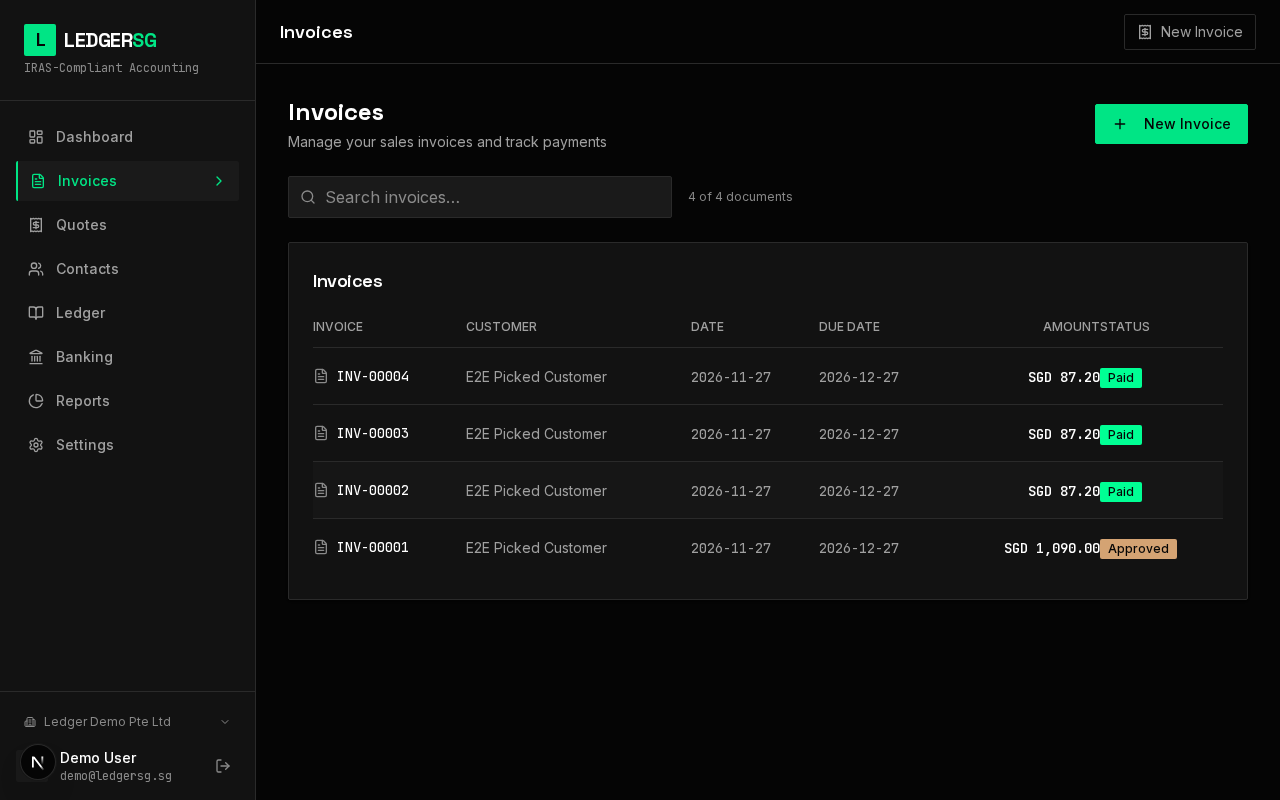 L LEDGERSG
IRAS-Compliant Accounting
Dashboard
Invoices
Quotes
Contacts
Ledger
Banking
Reports
Settings
Ledger Demo Pte Ltd
N
Demo User
demo@ledgersg.sg
Invoices
New Invoice
Invoices
Manage your sales invoices and track payments
New Invoice
Search invoices...
4 of 4 documents
Invoices
INVOICE CUSTOMER DATE DUE DATE AMOUNT STATUS
INV-00004 E2E Picked Customer 2026-11-27 2026-12-27 SGD 87.20 Paid
INV-00003 E2E Picked Customer 2026-11-27 2026-12-27 SGD 87.20 Paid
INV-00002 E2E Picked Customer 2026-11-27 2026-12-27 SGD 87.20 Paid
INV-00001 E2E Picked Customer 2026-11-27 2026-12-27 SGD 1,090.00 Approved